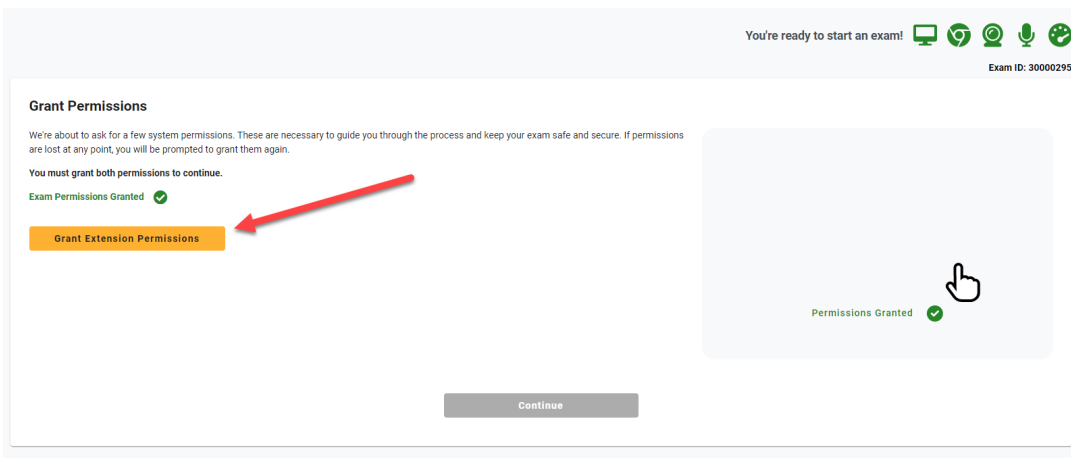 You're ready to start an exam!
Exam ID: 30000295
Grant Permissions
We're about to ask for a few system permissions. These are necessary to guide you through the process and keep your exam safe and secure. If permissions
are lost at any point, you will be prompted to grant them again.
You must grant both permissions to continue.
Exam Permissions Granted
Grant Extension Permissions
Permissions Granted
Continue